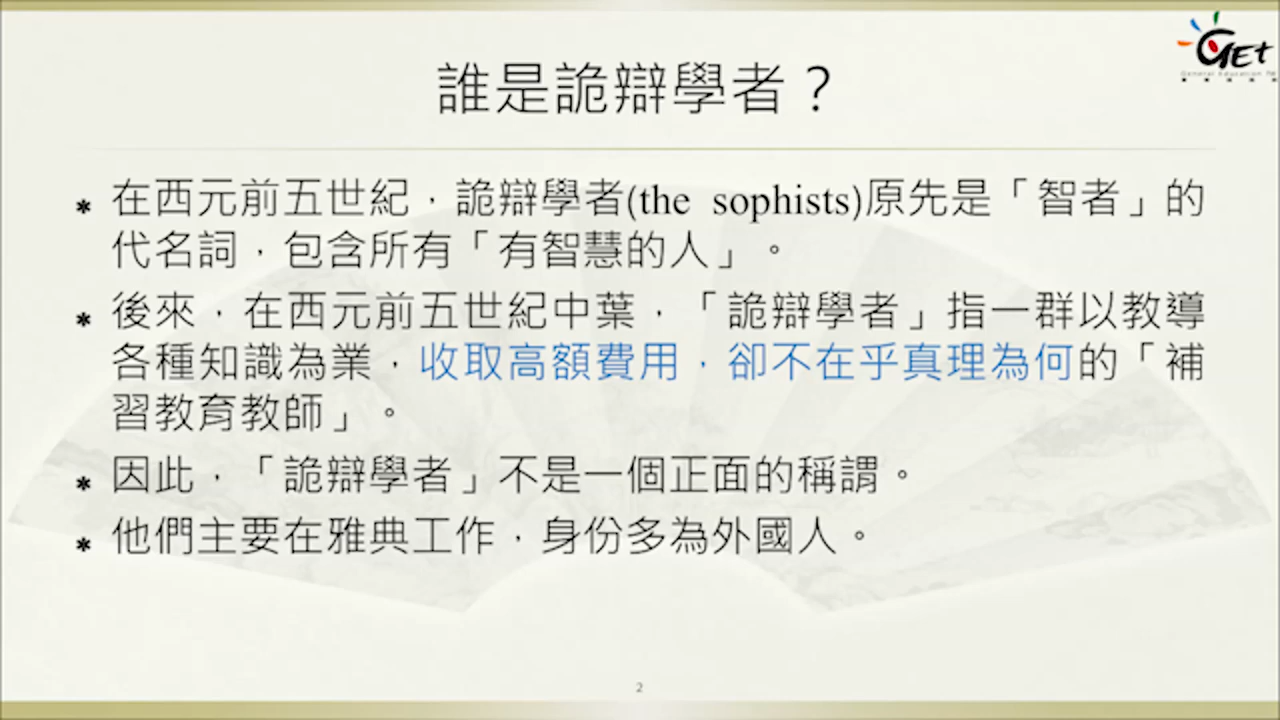 GEt
General Education TW
誰是詭辯學者？
* 在西元前五世紀，詭辯學者(the sophists)原先是「智者」的
代名詞，包含所有「有智慧的人」。
* 後來，在西元前五世紀中葉，「詭辯學者」指一群以教導
各種知識為業，收取高額費用，卻不在乎真理為何的「補
習教育教師」。
* 因此，「詭辯學者」不是一個正面的稱謂。
* 他們主要在雅典工作，身份多為外國人。
2